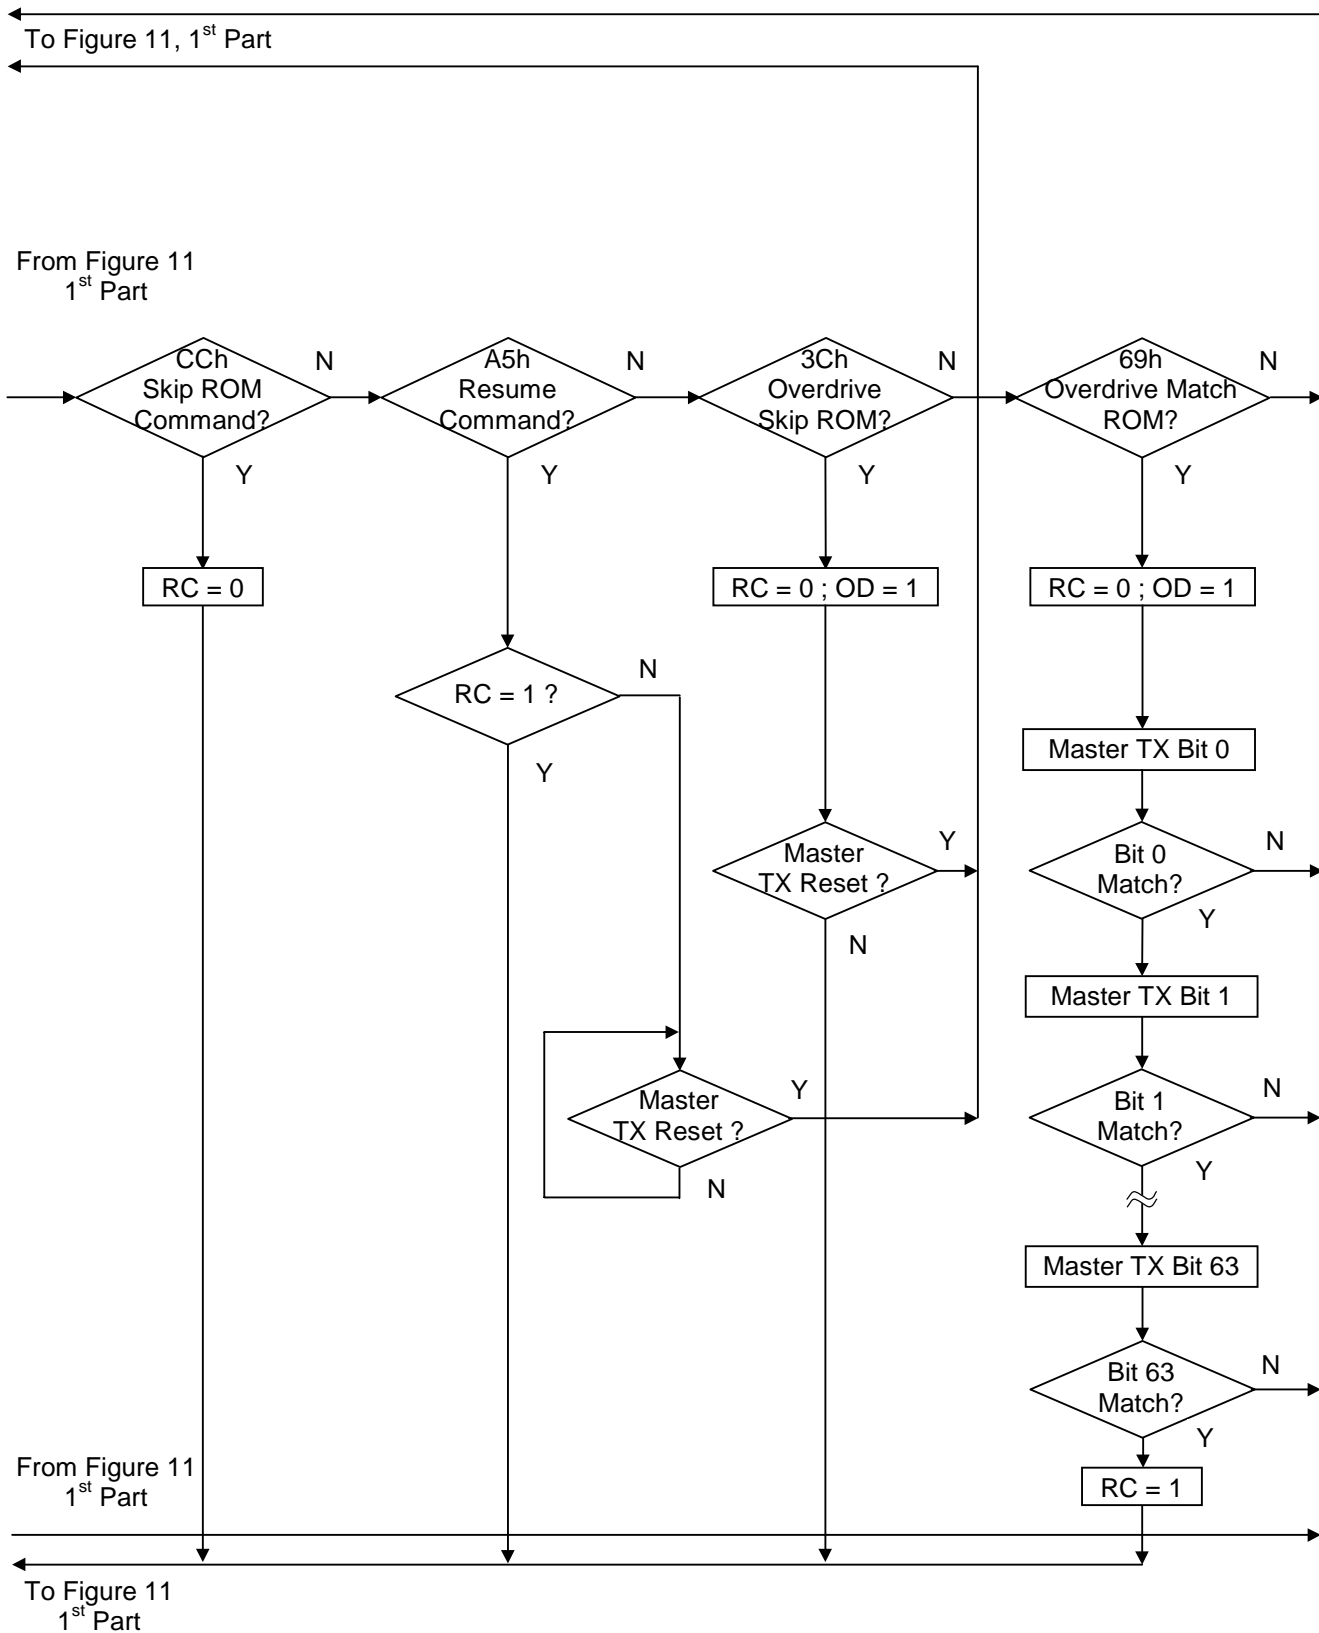 To Figure 11, 1st Part
From Figure 11
1st Part
CCh
Skip ROM
Command?
N
Y
A5h
Resume
Command?
N
Y
3Ch
Overdrive
Skip ROM?
N
Y
69h
Overdrive Match
ROM?
N
Y
RC = 0
RC = 0 ; OD = 1
RC = 0 ; OD = 1
RC = 1 ?
N
Y
Master TX Bit 0
Master
TX Reset ?
Y
N
Bit 0
Match?
N
Y
Master TX Bit 1
Master
TX Reset ?
Y
N
Bit 1
Match?
N
Y
Master TX Bit 63
Bit 63
Match?
N
Y
RC = 1
From Figure 11
1st Part
To Figure 11
1st Part